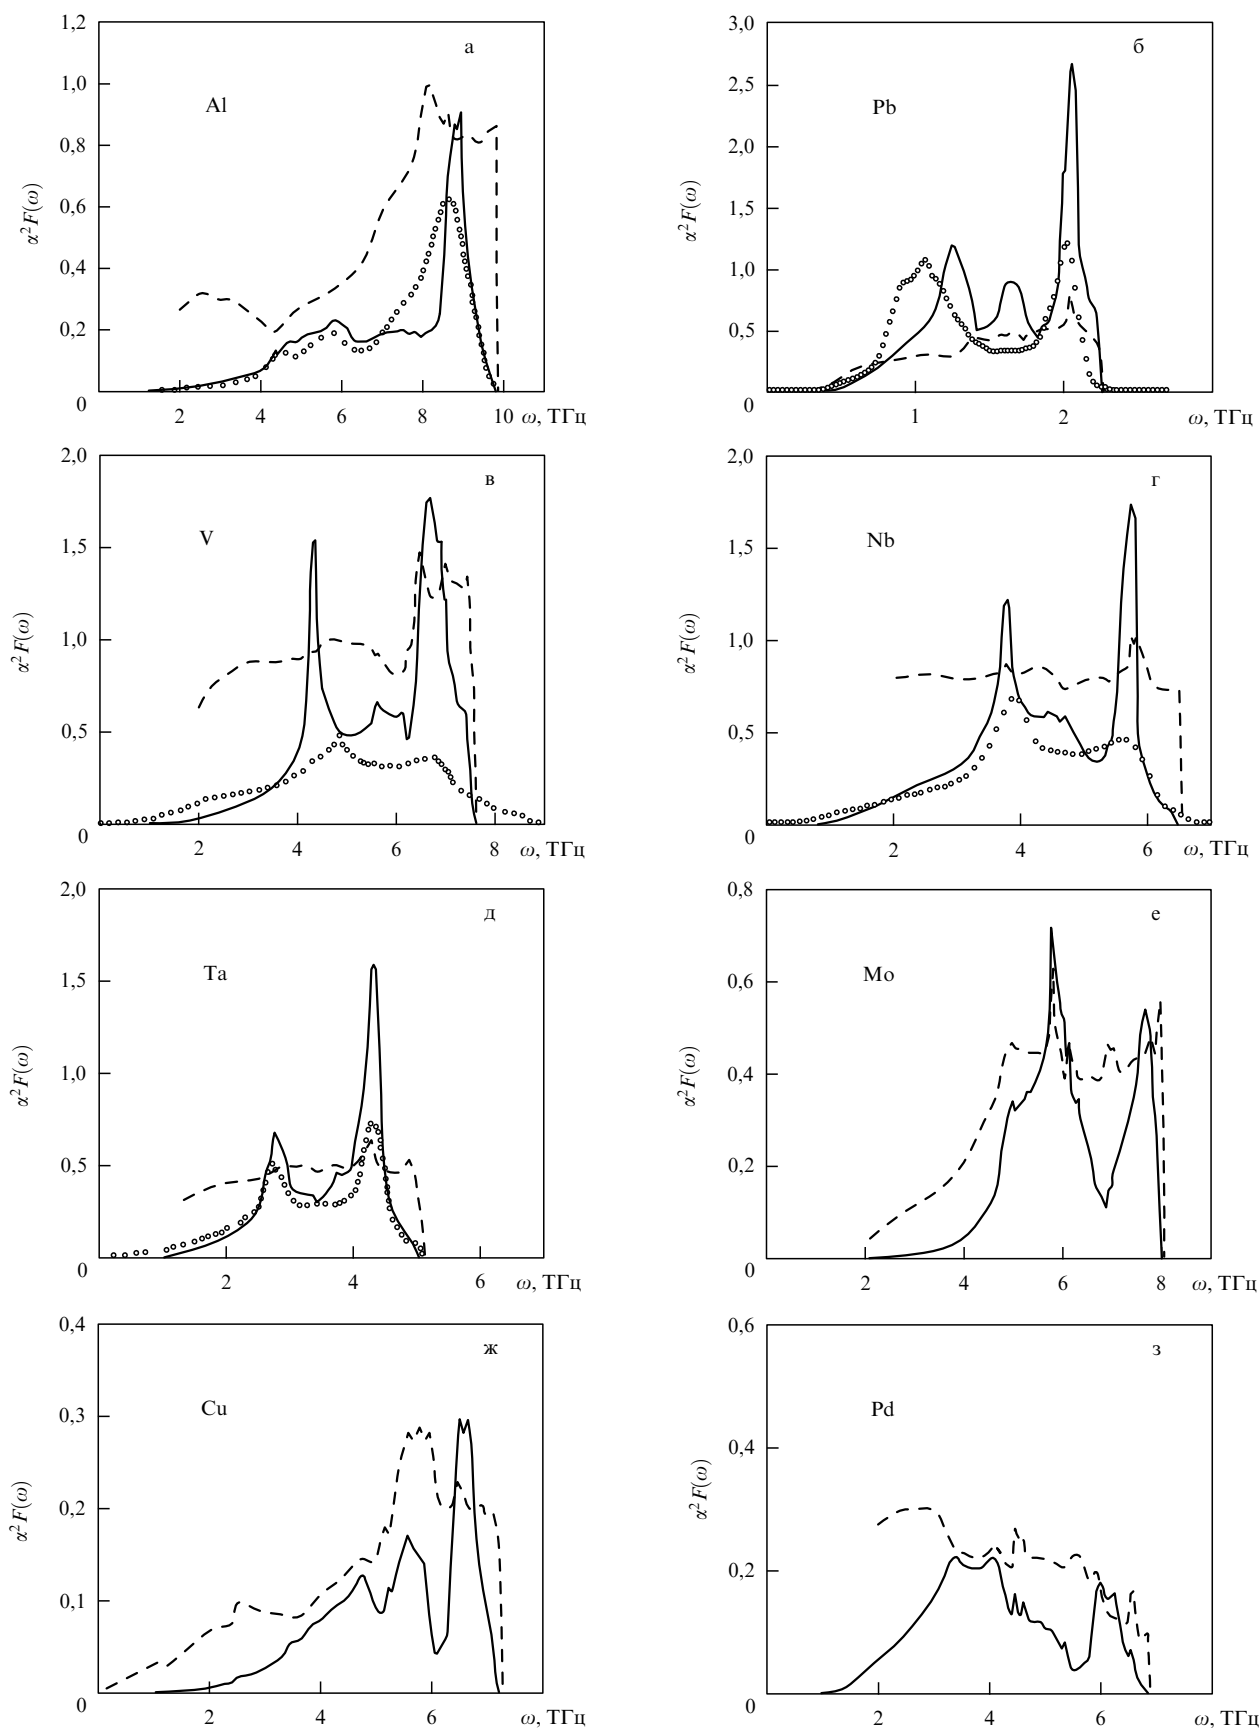 1,2
а
Al
1,0
0,8
0,6
0,4
0,2
0
α²F(ω)
2 4 6 8 10 ω, ТГц
3,0
б
Pb
2,5
2,0
1,5
1,0
0,5
0
α²F(ω)
1 2 ω, ТГц
2,0
в
V
1,5
1,0
0,5
0
α²F(ω)
2 4 6 8 ω, ТГц
2,0
г
Nb
1,5
1,0
0,5
0
α²F(ω)
2 4 6 ω, ТГц
2,0
д
Ta
1,5
1,0
0,5
0
α²F(ω)
2 4 6 ω, ТГц
0,8
е
Mo
0,6
0,4
0,2
0
α²F(ω)
2 4 6 8 ω, ТГц
0,4
ж
Cu
0,3
0,2
0,1
0
α²F(ω)
2 4 6 ω, ТГц
0,6
з
Pd
0,4
0,2
0
α²F(ω)
2 4 6 ω, ТГц